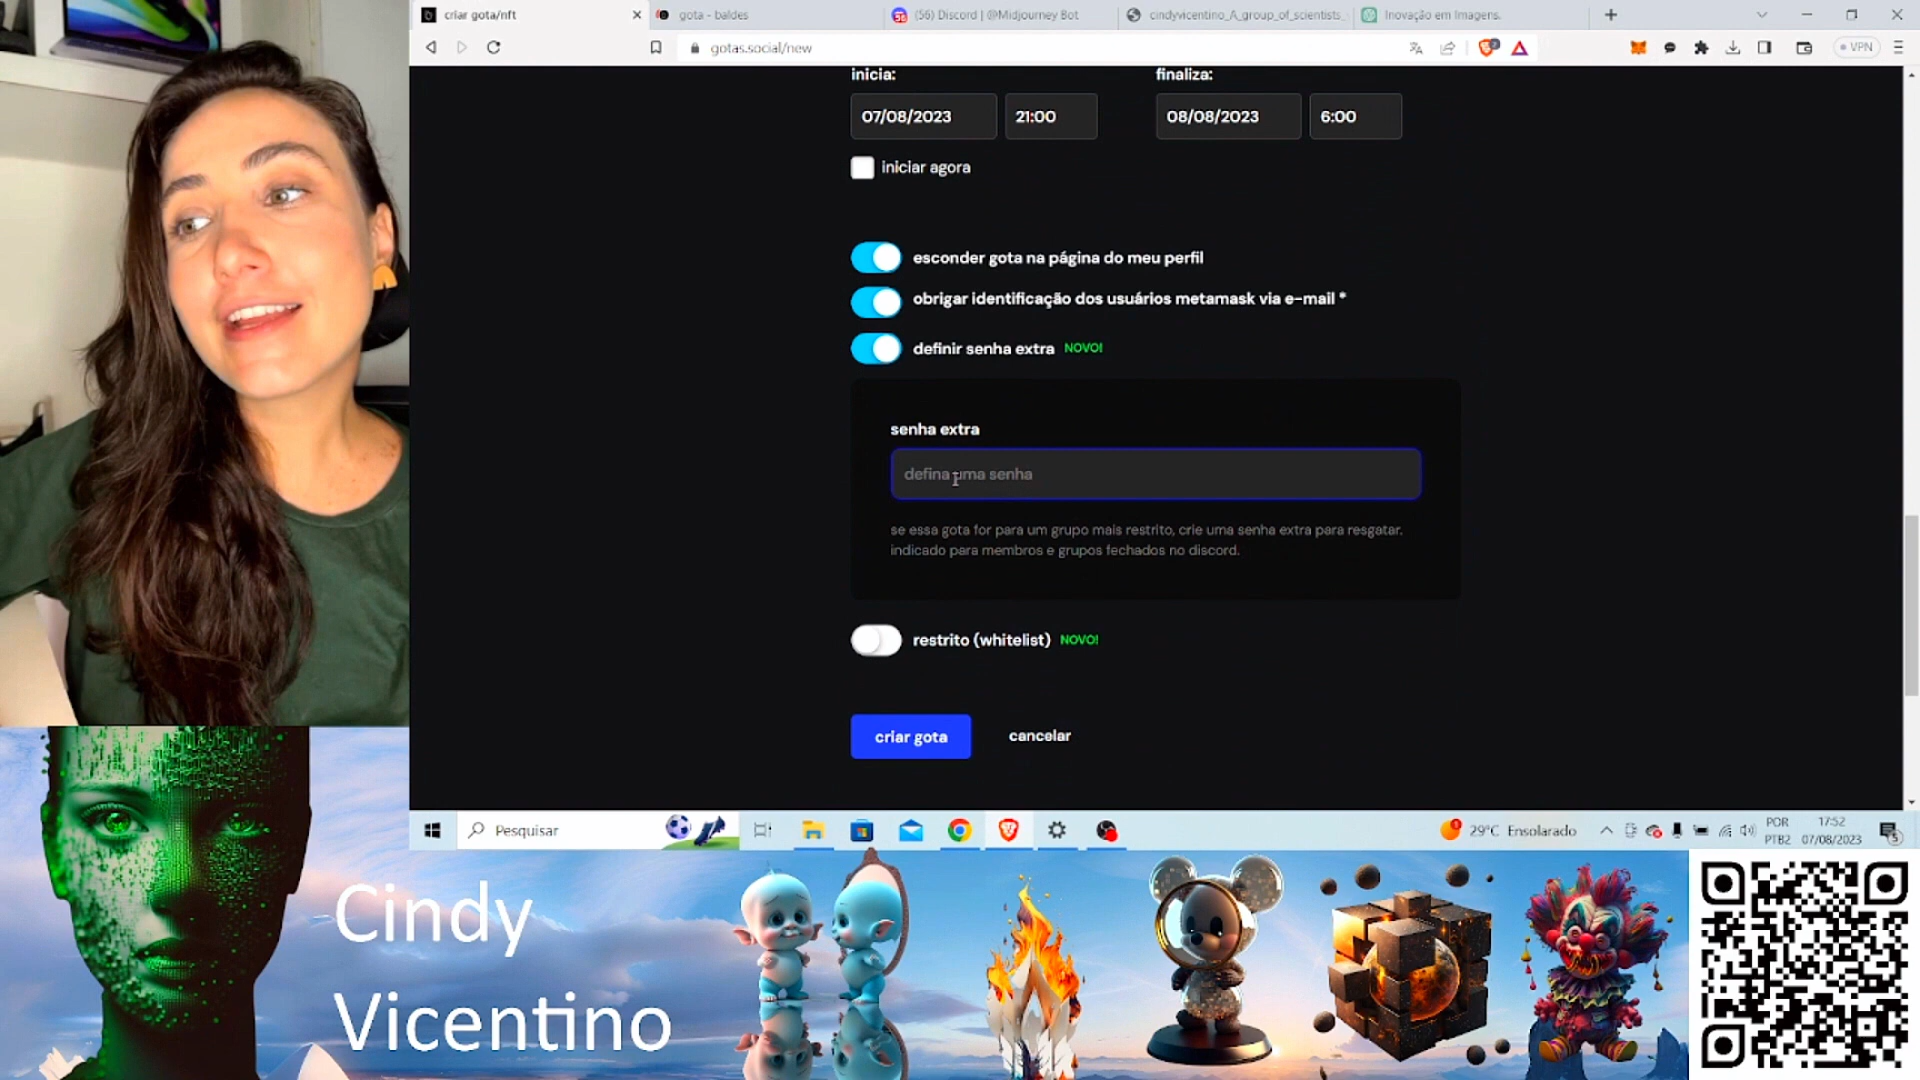 criar gota/nft
gota - baldes
(56) Discord | @Midjourney Bot
cindyvicentino_A_group_of_scientists_
Inovação em Imagens.
gotas.social/new
VPN
inicia:
finaliza:
07/08/2023
21:00
08/08/2023
6:00
iniciar agora
esconder gota na página do meu perfil
obrigar identificação dos usuários metamask via e-mail *
definir senha extra NOVO!
senha extra
defina uma senha
se essa gota for para um grupo mais restrito, crie uma senha extra para resgatar.
indicado para membros e grupos fechados no discord.
restrito (whitelist) NOVO!
criar gota
cancelar
Pesquisar
29°C Ensolarado
POR
PTB2
17:52
07/08/2023
5
Cindy
Vicentino